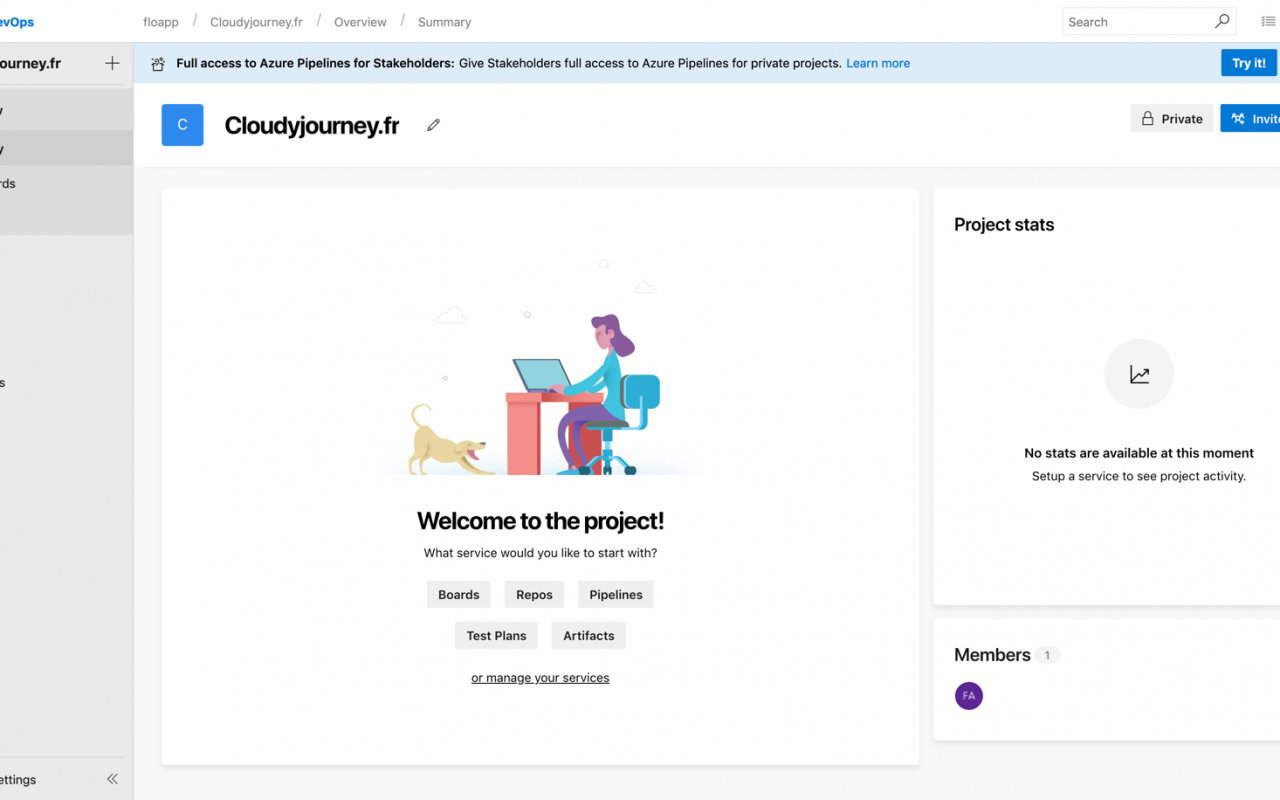 evOps
floapp / Cloudyjourney.fr / Overview / Summary
Search
ourney.fr
Full access to Azure Pipelines for Stakeholders: Give Stakeholders full access to Azure Pipelines for private projects. Learn more
Try it!
C
Cloudyjourney.fr
Private
Invite
y
rds
s
Project stats
No stats are available at this moment
Setup a service to see project activity.
Welcome to the project!
What service would you like to start with?
Boards Repos Pipelines
Test Plans Artifacts
or manage your services
Members 1
FA
ettings